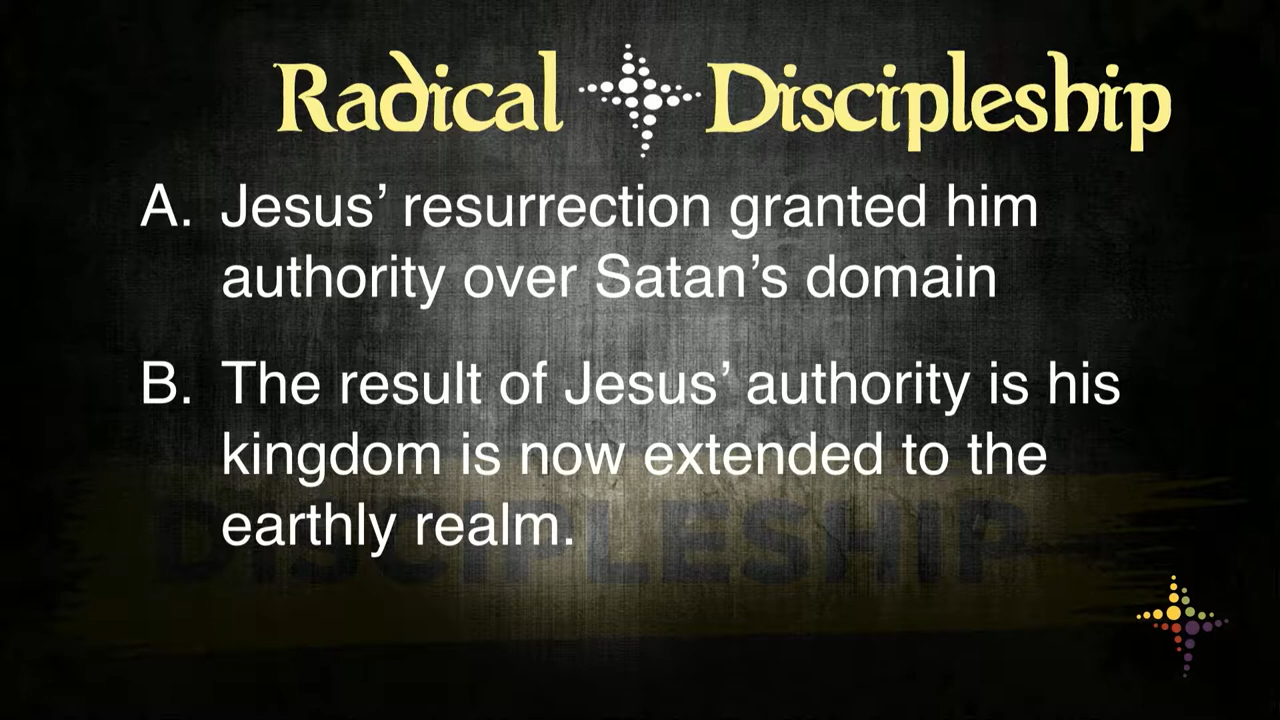 Radical Discipleship
A. Jesus’ resurrection granted him
authority over Satan’s domain
B. The result of Jesus’ authority is his
kingdom is now extended to the
earthly realm.
DISCIPLESHIP